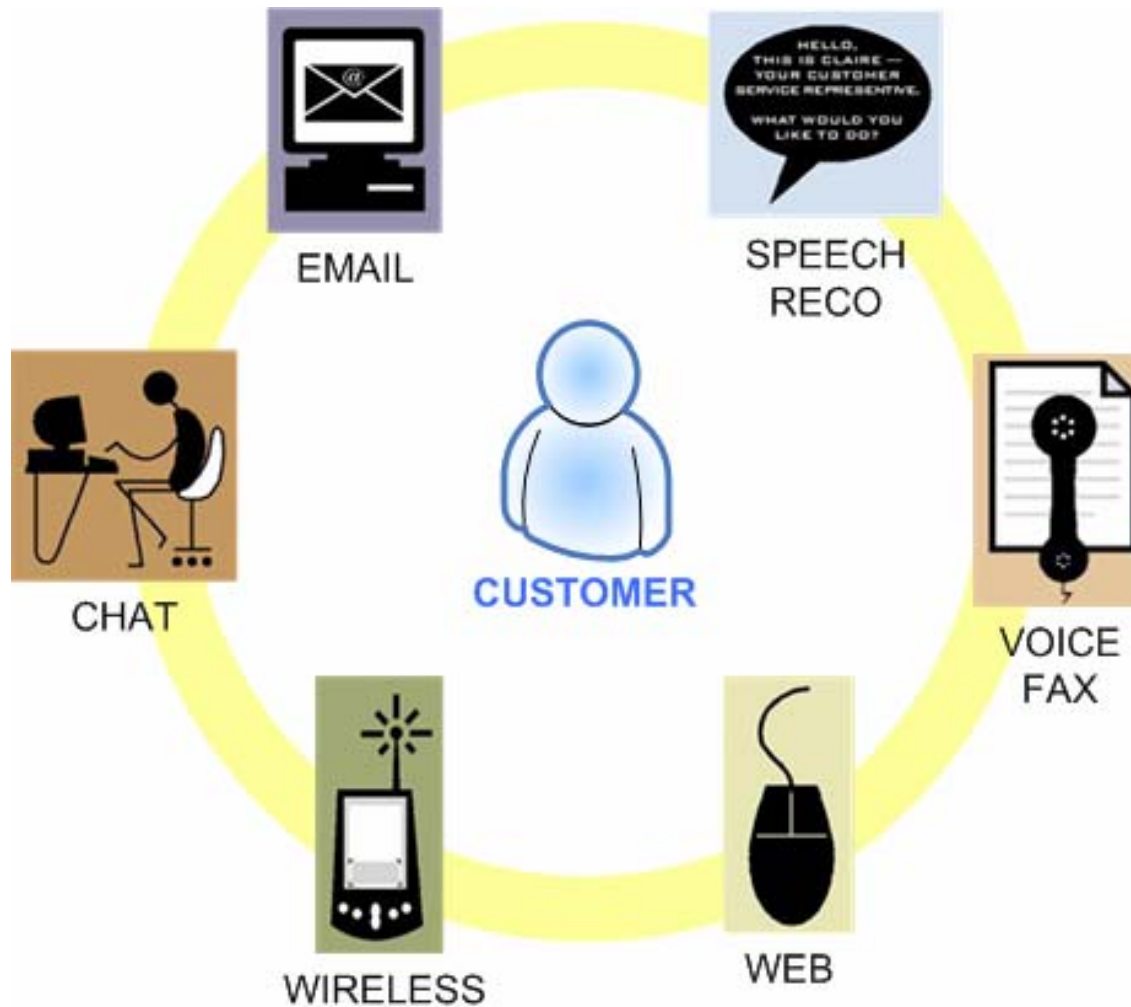 @
EMAIL
HELLO,
THIS IS CLAIRE —
YOUR CUSTOMER
SERVICE REPRESENTIVE.
WHAT WOULD YOU
LIKE TO DO?
SPEECH
RECO
CHAT
CUSTOMER
VOICE
FAX
WIRELESS
WEB